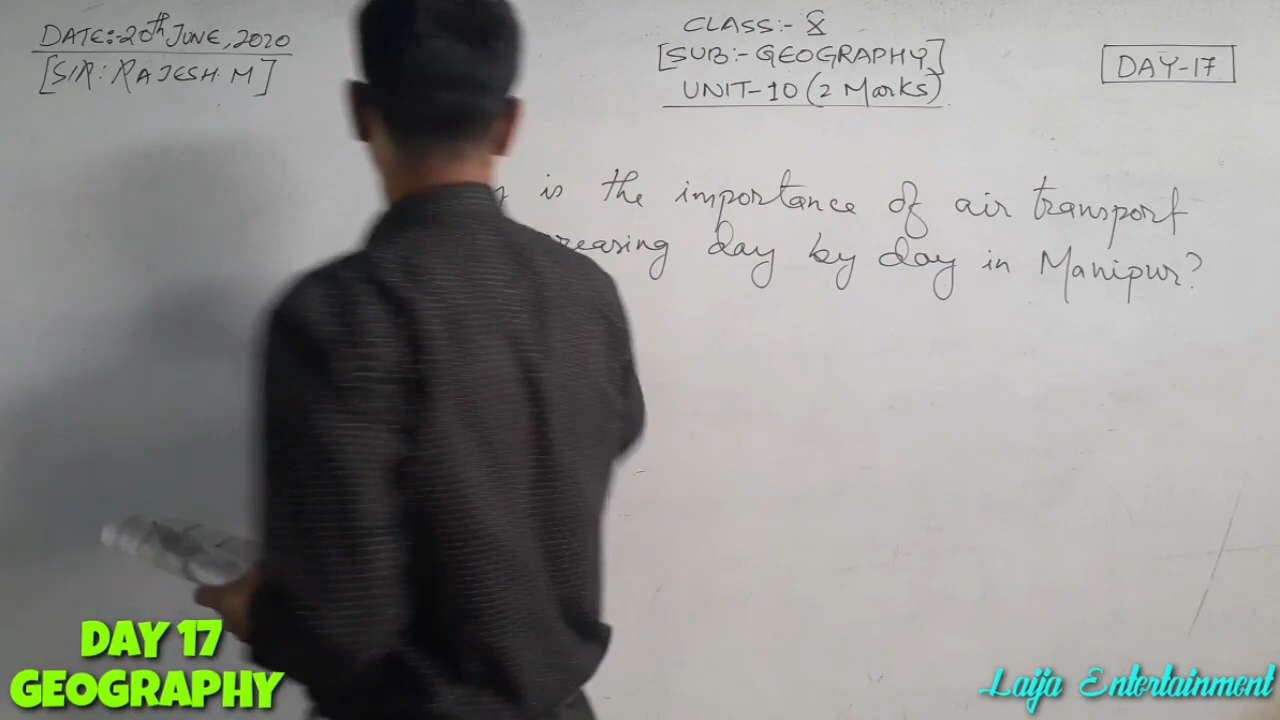 DATE:-20th JUNE, 2020
[SIR: RAJESH. M]
CLASS:- 8
[SUB:- GEOGRAPHY]
UNIT-10 (2 Marks)
DAY-17
is the importance of air transport
reasing day by day in Manipur?
DAY 17
GEOGRAPHY
Laija Entertainment